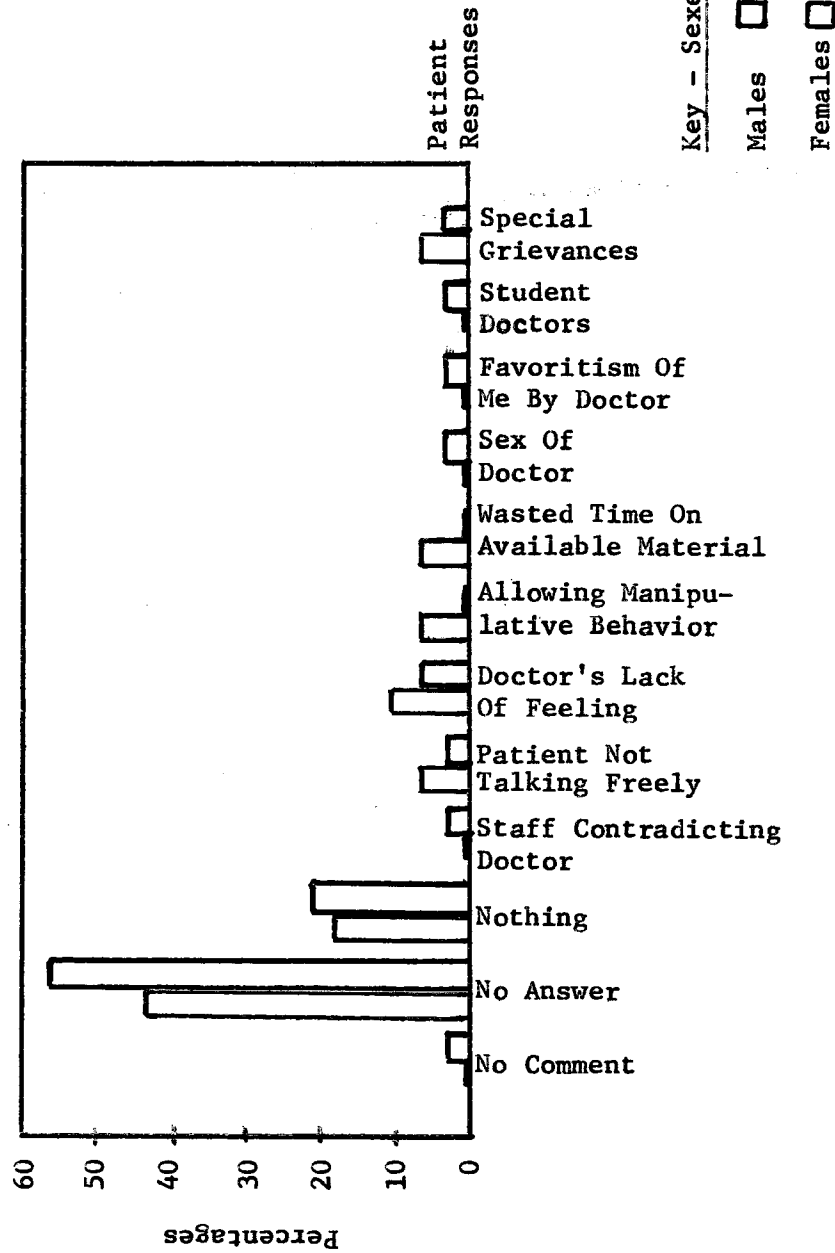 Percentages
60
50
40
30
20
10
0
No Comment
No Answer
Nothing
Staff Contradicting
Doctor
Patient Not
Talking Freely
Doctor's Lack
Of Feeling
Allowing Manipu-
lative Behavior
Wasted Time On
Available Material
Sex Of
Doctor
Favoritism Of
Me By Doctor
Student
Doctors
Special
Grievances
Patient
Responses
Key - Sexe
Males
Females